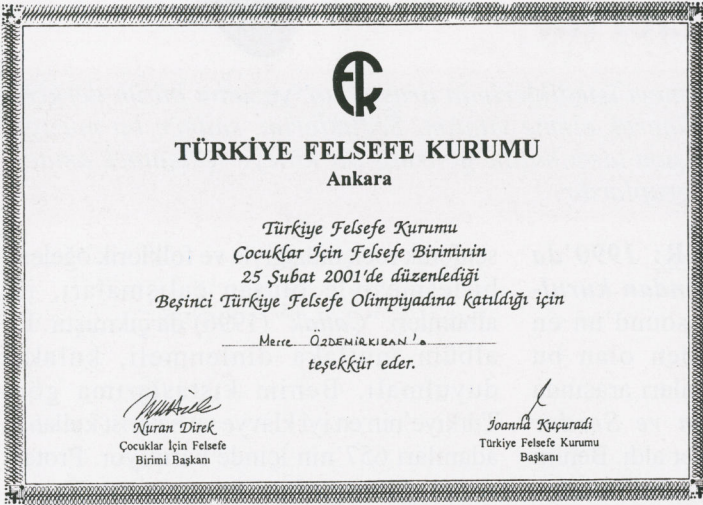 TÜRKİYE FELSEFE KURUMU
Ankara
Türkiye Felsefe Kurumu
Çocuklar İçin Felsefe Biriminin
25 Şubat 2001'de düzenlediği
Beşinci Türkiye Felsefe Olimpiyadına katıldığı için
Merve ÖZDEMİRKIRAN'a
teşekkür eder.
Nuran Direk
Çocuklar İçin Felsefe
Birimi Başkanı
İoanna Kuçuradi
Türkiye Felsefe Kurumu
Başkanı